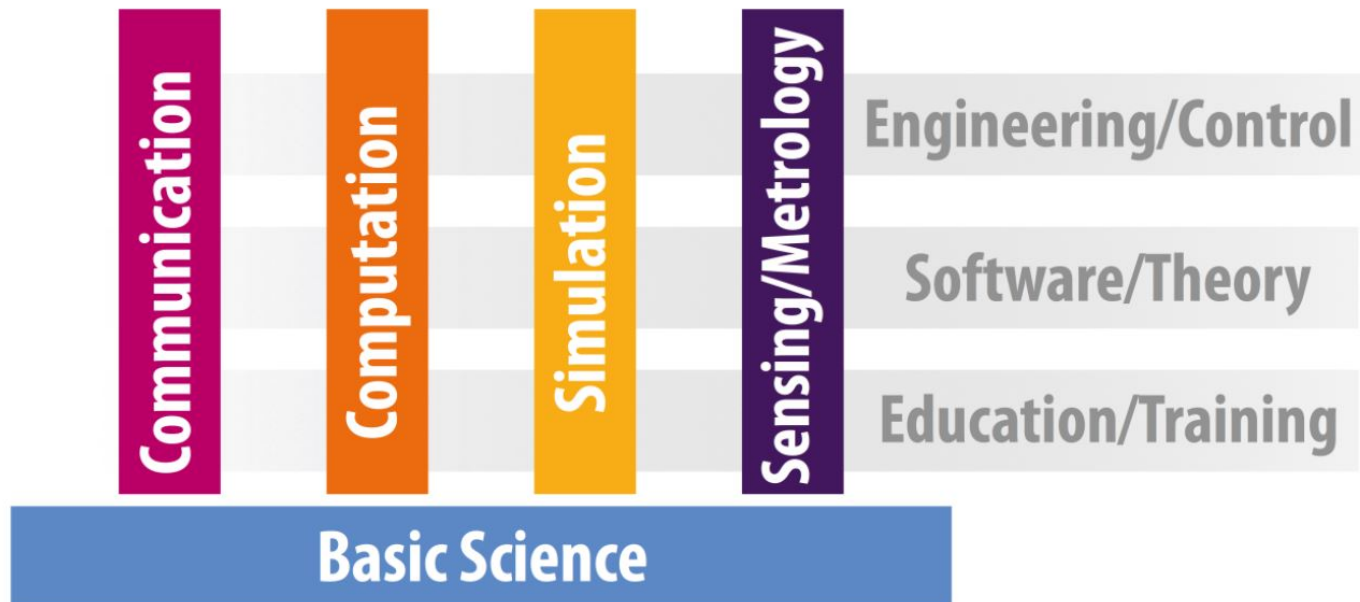 Communication
Computation
Simulation
Sensing/Metrology
Engineering/Control
Software/Theory
Education/Training
Basic Science